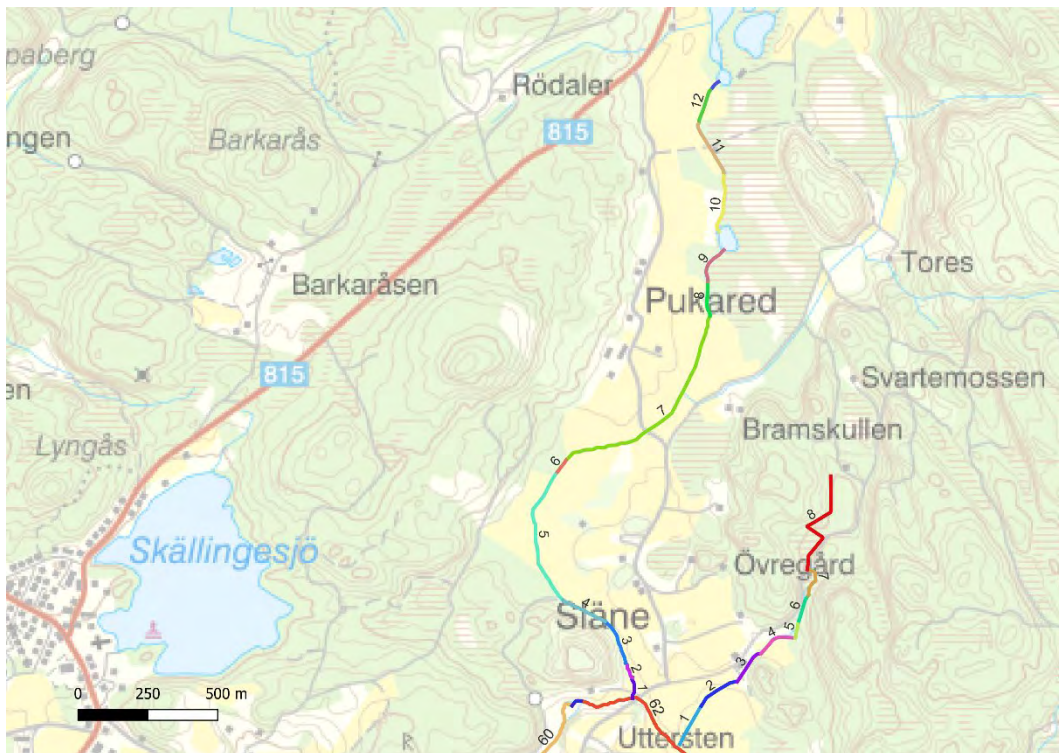 paberg
Rödaler
12
815
ngen
Barkarås
11
10
9
Tores
Barkaråsen
8
Pukared
815
Svartemossen
en
7
Bramskullen
Lyngås
6
8
5
Skällingesjö
Övregård
7
4
Släne
6
5
3
4
2
3
0 250 500 m
1
2
62
1
Uttersten
60
R